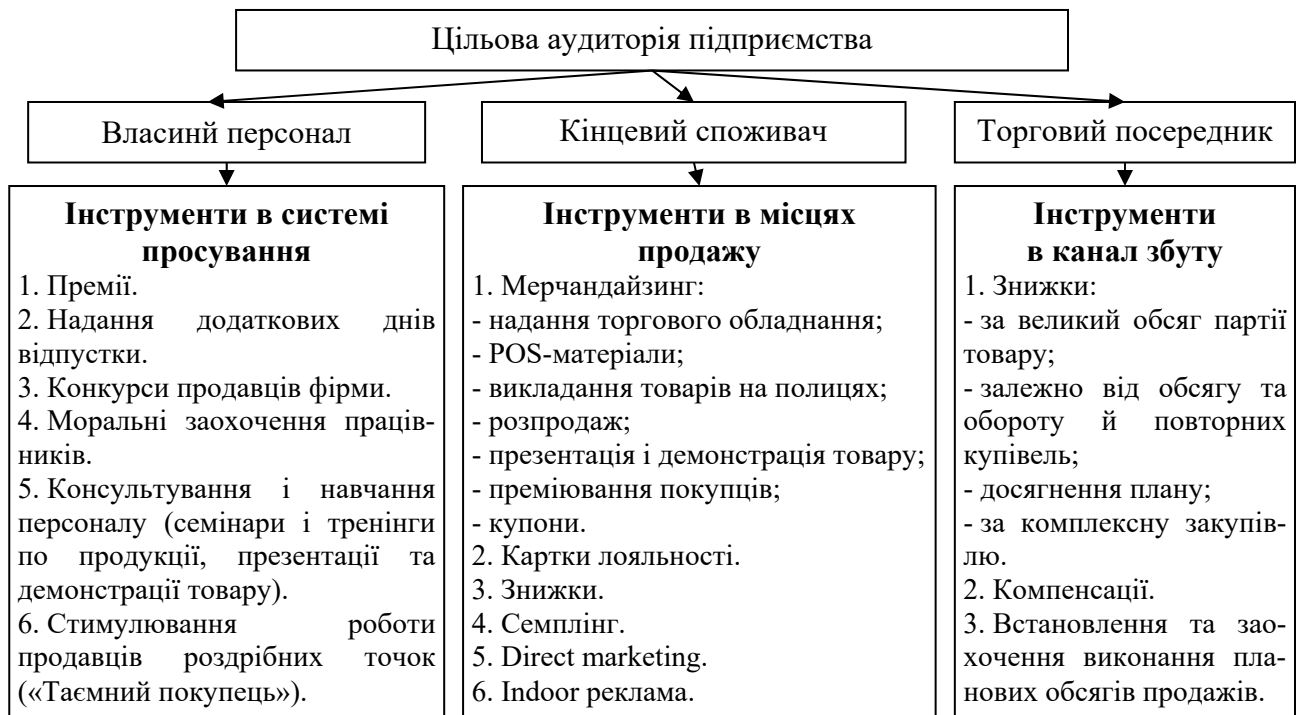 Цільова аудиторія підприємства
Власинй персонал
Кінцевий споживач
Торговий посередник
Інструменти в системі
просування
1. Премії.
2. Надання додаткових днів
відпустки.
3. Конкурси продавців фірми.
4. Моральні заохочення праців-
ників.
5. Консультування і навчання
персоналу (семінари і тренінги
по продукції, презентації та
демонстрації товару).
6. Стимулювання роботи
продавців роздрібних точок
(«Таємний покупець»).
Інструменти в місцях
продажу
1. Мерчандайзинг:
- надання торгового обладнання;
- POS-матеріали;
- викладання товарів на полицях;
- розпродаж;
- презентація і демонстрація товару;
- преміювання покупців;
- купони.
2. Картки лояльності.
3. Знижки.
4. Семплінг.
5. Direct marketing.
6. Indoor реклама.
Інструменти
в канал збуту
1. Знижки:
- за великий обсяг партії
товару;
- залежно від обсягу та
обороту й повторних
купівель;
- досягнення плану;
- за комплексну закупів-
лю.
2. Компенсації.
3. Встановлення та зао-
хочення виконання пла-
нових обсягів продажів.